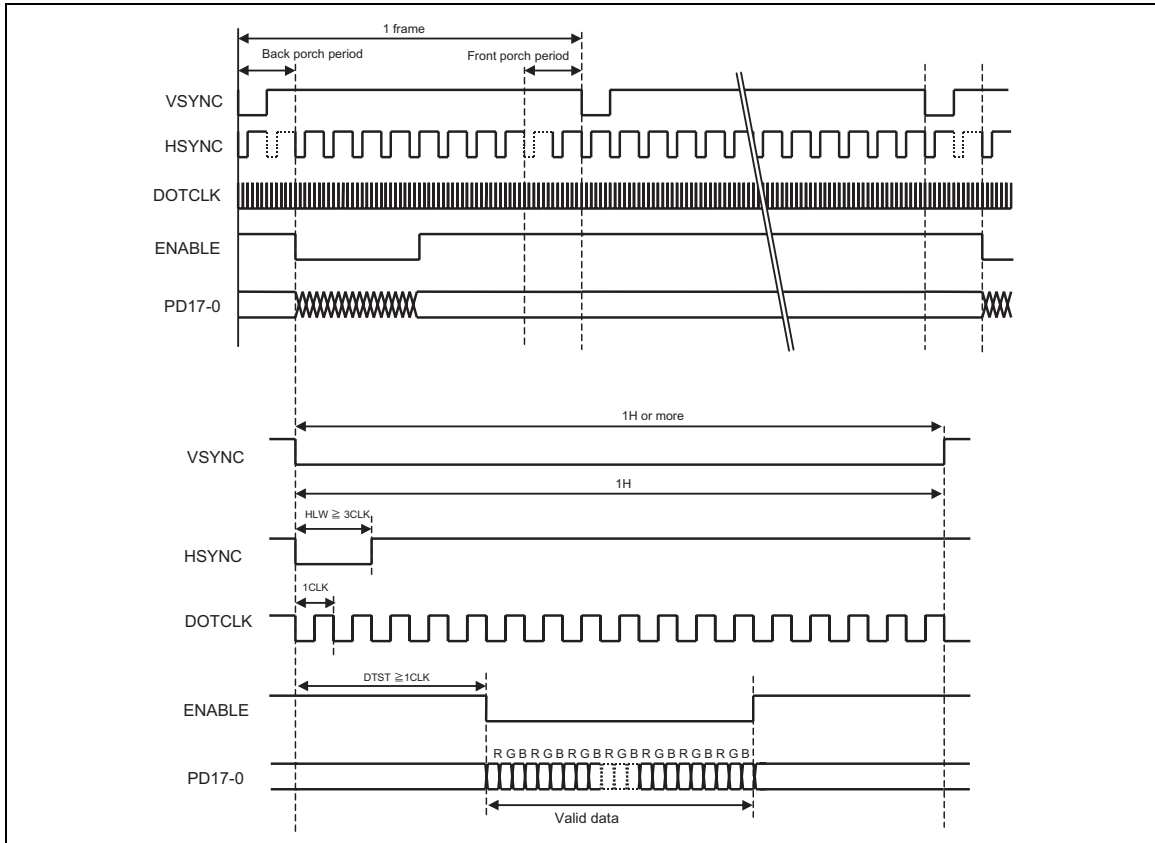 1 frame
Back porch period
Front porch period
VSYNC
HSYNC
DOTCLK
ENABLE
PD17-0
1H or more
VSYNC
1H
HLW ≧ 3CLK
HSYNC
1CLK
DOTCLK
DTST ≧1CLK
ENABLE
R G B R G B R G B R G B R G B R G B R G B
PD17-0
Valid data